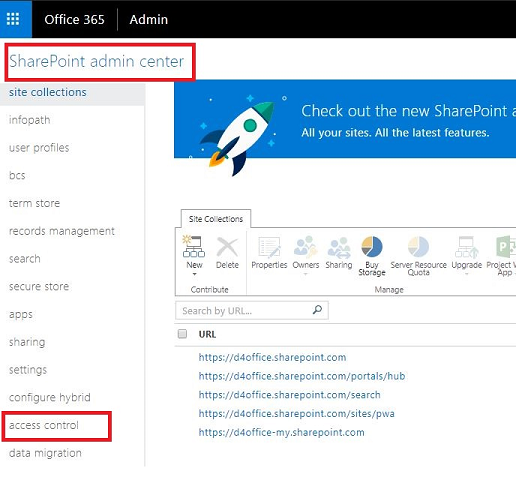 Office 365 Admin
SharePoint admin center
site collections
infopath
user profiles
bcs
term store
records management
search
secure store
apps
sharing
settings
configure hybrid
access control
data migration
Check out the new SharePoint a
All your sites. All the latest features.
Site Collections
New Delete Properties Owners Sharing Buy Storage Server Resource Quota Upgrade Project W App
Contribute Manage
Search by URL...
URL
https://d4office.sharepoint.com
https://d4office.sharepoint.com/portals/hub
https://d4office.sharepoint.com/search
https://d4office.sharepoint.com/sites/pwa
https://d4office-my.sharepoint.com